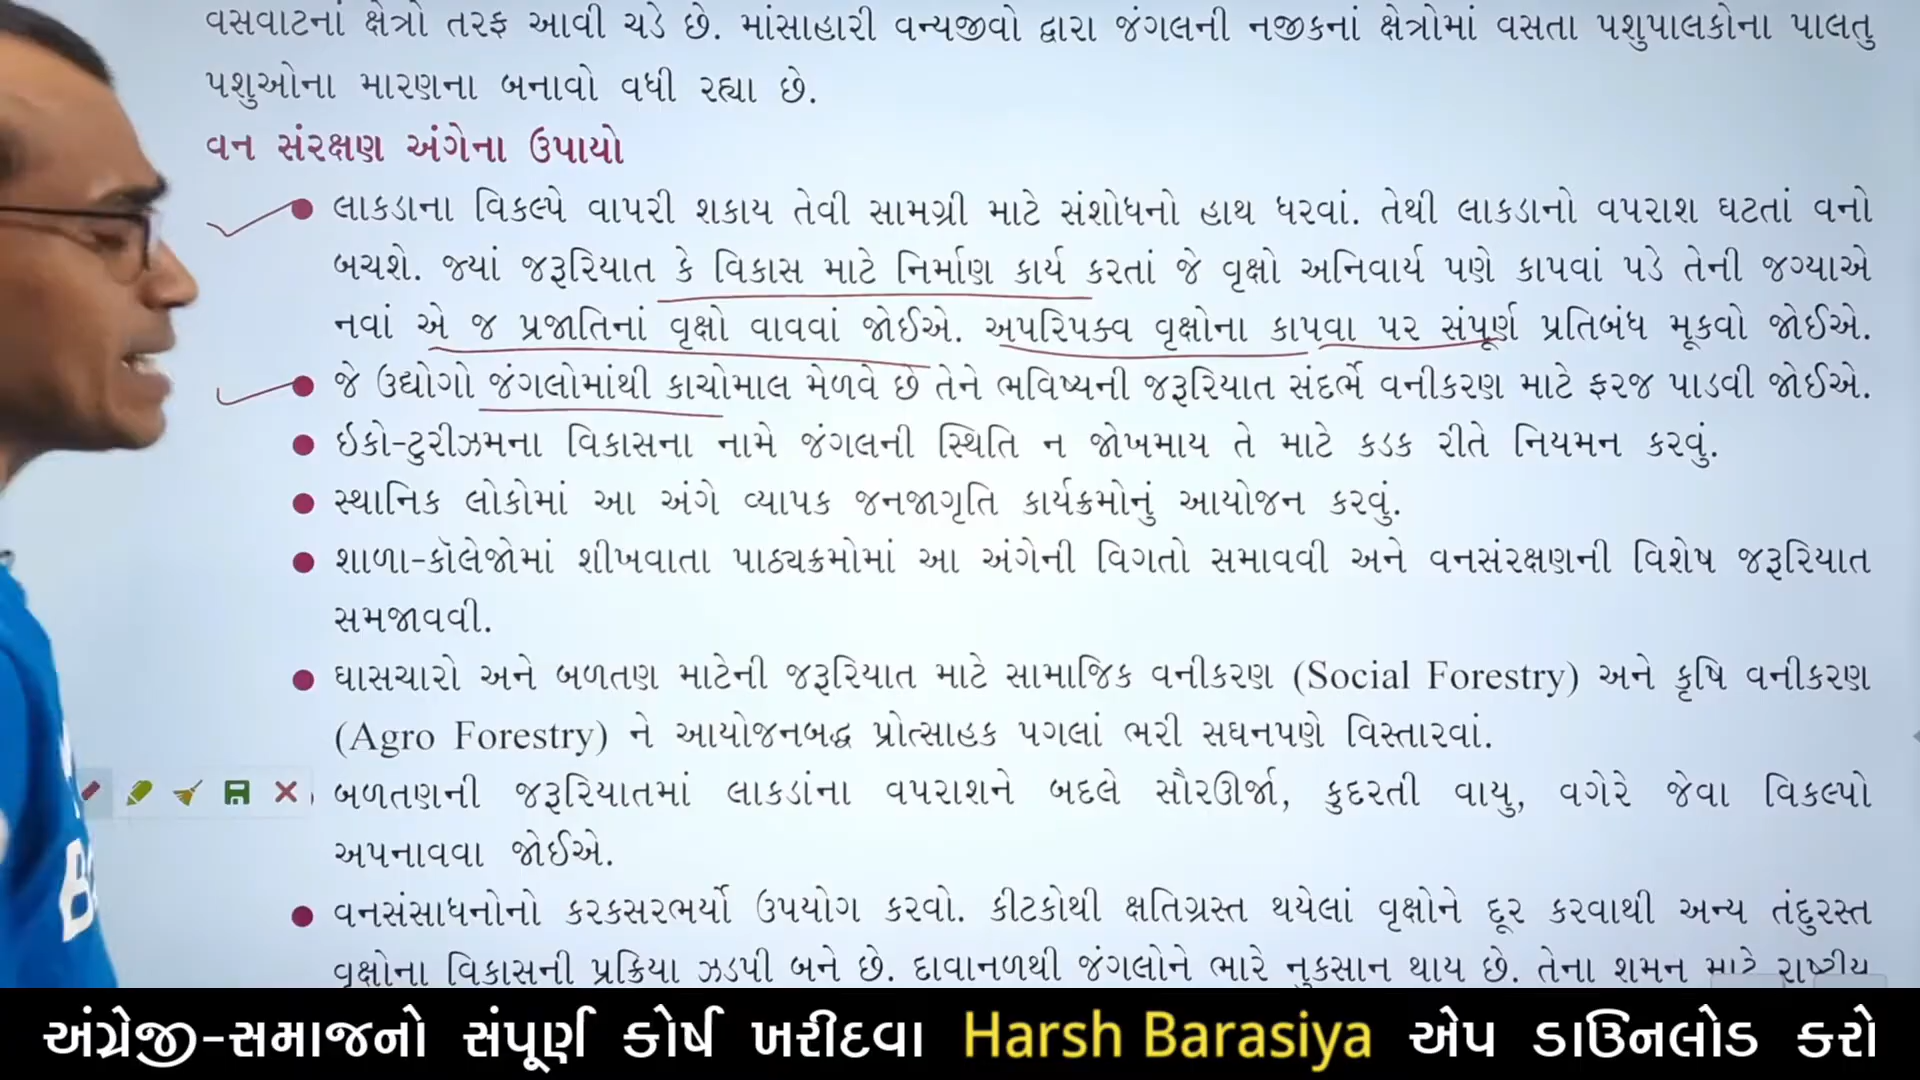 વસવાટનાં ક્ષેત્રો તરફ આવી ચડે છે. માંસાહારી વન્યજીવો દ્વારા જંગલની નજીકનાં ક્ષેત્રોમાં વસતા પશુપાલકોના પાલતુ
પશુઓના મારણના બનાવો વધી રહ્યા છે.
વન સંરક્ષણ અંગેના ઉપાયો
● લાકડાના વિકલ્પે વાપરી શકાય તેવી સામગ્રી માટે સંશોધનો હાથ ધરવાં. તેથી લાકડાનો વપરાશ ઘટતાં વનો
બચશે. જ્યાં જરૂરિયાત કે વિકાસ માટે નિર્માણ કાર્ય કરતાં જે વૃક્ષો અનિવાર્ય પણે કાપવાં પડે તેની જગ્યાએ
નવાં એ જ પ્રજાતિનાં વૃક્ષો વાવવાં જોઈએ. અપરિપક્વ વૃક્ષોના કાપવા પર સંપૂર્ણ પ્રતિબંધ મૂકવો જોઈએ.
● જે ઉદ્યોગો જંગલોમાંથી કાચોમાલ મેળવે છે તેને ભવિષ્યની જરૂરિયાત સંદર્ભે વનીકરણ માટે ફરજ પાડવી જોઈએ.
● ઇકો-ટુરીઝમના વિકાસના નામે જંગલની સ્થિતિ ન જોખમાય તે માટે કડક રીતે નિયમન કરવું.
● સ્થાનિક લોકોમાં આ અંગે વ્યાપક જનજાગૃતિ કાર્યક્રમોનું આયોજન કરવું.
● શાળા-કૉલેજોમાં શીખવાતા પાઠ્યક્રમોમાં આ અંગેની વિગતો સમાવવી અને વનસંરક્ષણની વિશેષ જરૂરિયાત
સમજાવવી.
● ઘાસચારો અને બળતણ માટેની જરૂરિયાત માટે સામાજિક વનીકરણ (Social Forestry) અને કૃષિ વનીકરણ
(Agro Forestry) ને આયોજનબદ્ધ પ્રોત્સાહક પગલાં ભરી સઘનપણે વિસ્તારવાં.
બળતણની જરૂરિયાતમાં લાકડાંના વપરાશને બદલે સૌરઊર્જા, કુદરતી વાયુ, વગેરે જેવા વિકલ્પો
અપનાવવા જોઈએ.
● વનસંસાધનોનો કરકસરભર્યો ઉપયોગ કરવો. કીટકોથી ક્ષતિગ્રસ્ત થયેલાં વૃક્ષોને દૂર કરવાથી અન્ય તંદુરસ્ત
વૃક્ષોના વિકાસની પ્રક્રિયા ઝડપી બને છે. દાવાનળથી જંગલોને ભારે નુકસાન થાય છે. તેના શમન માટે રાષ્ટ્રીય
અંગ્રેજી-સમાજનો સંપૂર્ણ કોર્ષ ખરીદવા Harsh Barasiya એપ ડાઉનલોડ કરો